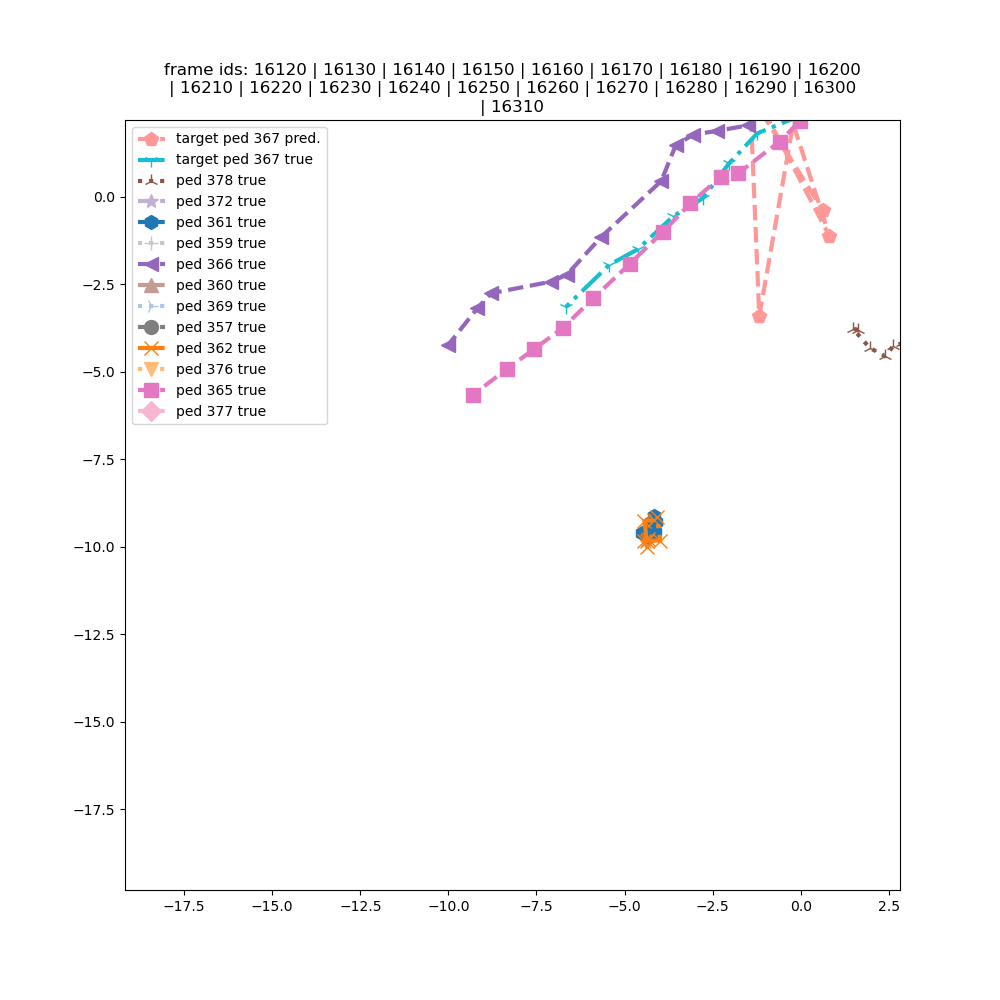 frame ids: 16120 | 16130 | 16140 | 16150 | 16160 | 16170 | 16180 | 16190 | 16200
| 16210 | 16220 | 16230 | 16240 | 16250 | 16260 | 16270 | 16280 | 16290 | 16300
| 16310
target ped 367 pred.
target ped 367 true
ped 378 true
ped 372 true
ped 361 true
ped 359 true
ped 366 true
ped 360 true
ped 369 true
ped 357 true
ped 362 true
ped 376 true
ped 365 true
ped 377 true
0.0
−2.5
−5.0
−7.5
−10.0
−12.5
−15.0
−17.5
−17.5
−15.0
−12.5
−10.0
−7.5
−5.0
−2.5
0.0
2.5